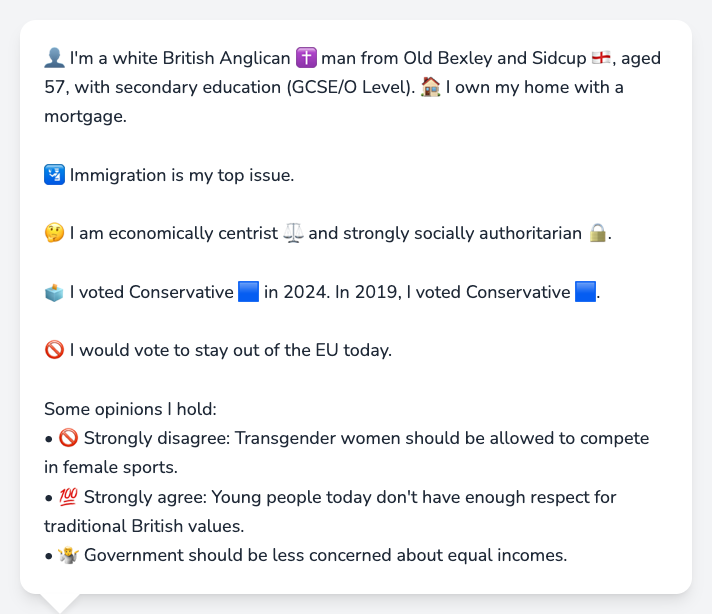 👤 I'm a white British Anglican ✝️ man from Old Bexley and Sidcup 🏴󠁧󠁢󠁥󠁮󠁧󠁿, aged
57, with secondary education (GCSE/O Level). 🏠 I own my home with a
mortgage.
🛂 Immigration is my top issue.
🤔 I am economically centrist ⚖️ and strongly socially authoritarian 🔒.
🗳️ I voted Conservative 🟦 in 2024. In 2019, I voted Conservative 🟦.
🚫 I would vote to stay out of the EU today.
Some opinions I hold:
• 🚫 Strongly disagree: Transgender women should be allowed to compete
in female sports.
• 💯 Strongly agree: Young people today don't have enough respect for
traditional British values.
• 🤷 Government should be less concerned about equal incomes.